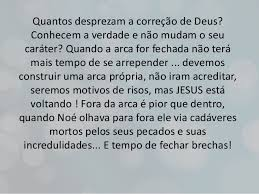 Quantos desprezam a correção de Deus?
Conhecem a verdade e não mudam o seu
caráter? Quando a arca for fechada não terá
mais tempo de se arrepender ... devemos
construir uma arca própria, não iram acreditar,
seremos motivos de risos, mas JESUS está
voltando ! Fora da arca é pior que dentro,
quando Noé olhava para fora ele via cadáveres
mortos pelos seus pecados e suas
incredulidades... E tempo de fechar brechas!